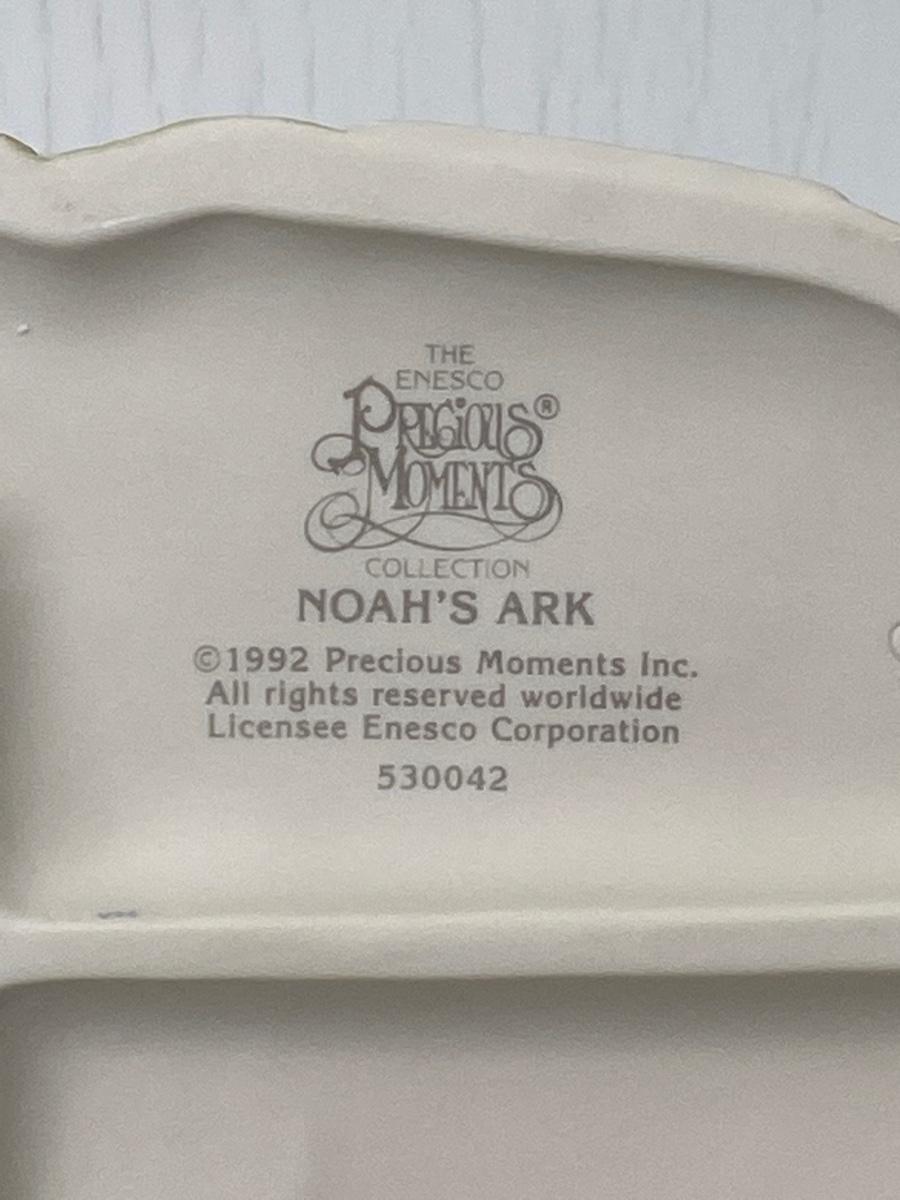 THE
ENESCO
PRECiOUS®
MOMENTS
COLLECTION
NOAH'S ARK
©1992 Precious Moments Inc.
All rights reserved worldwide
Licensee Enesco Corporation
530042